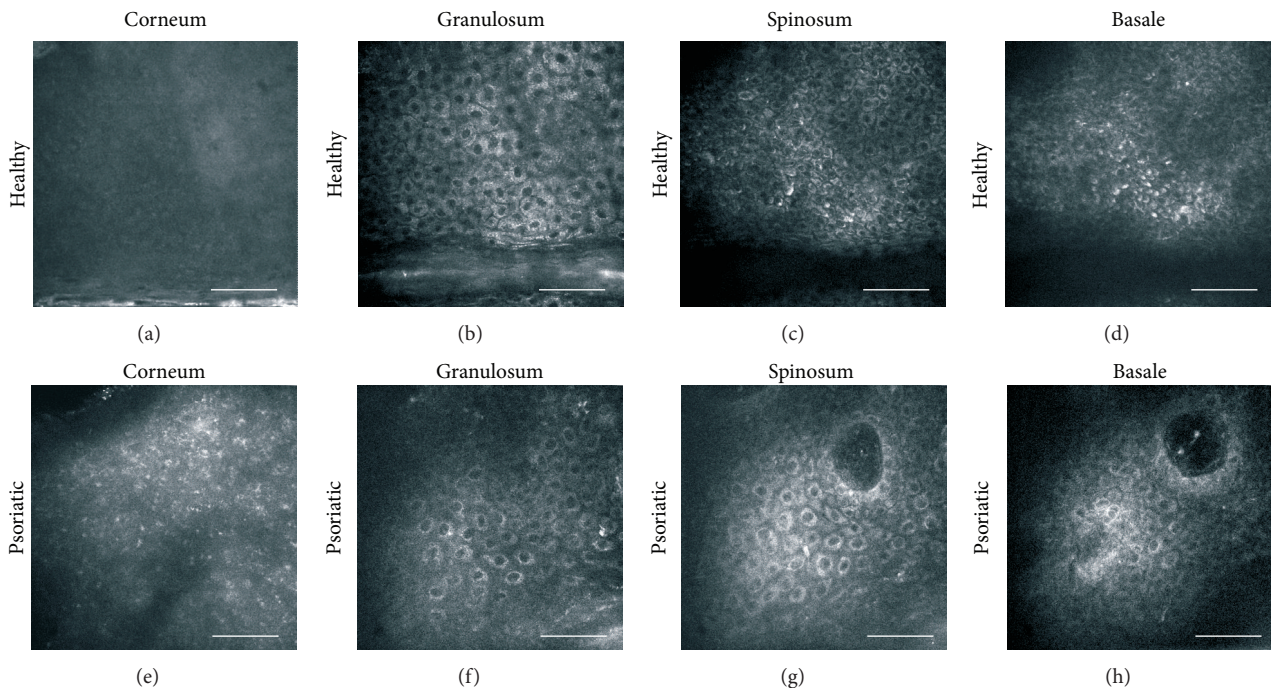 Corneum
Granulosum
Spinosum
Basale
Healthy
Healthy
Healthy
Healthy
(a)
(b)
(c)
(d)
Corneum
Granulosum
Spinosum
Basale
Psoriatic
Psoriatic
Psoriatic
Psoriatic
(e)
(f)
(g)
(h)